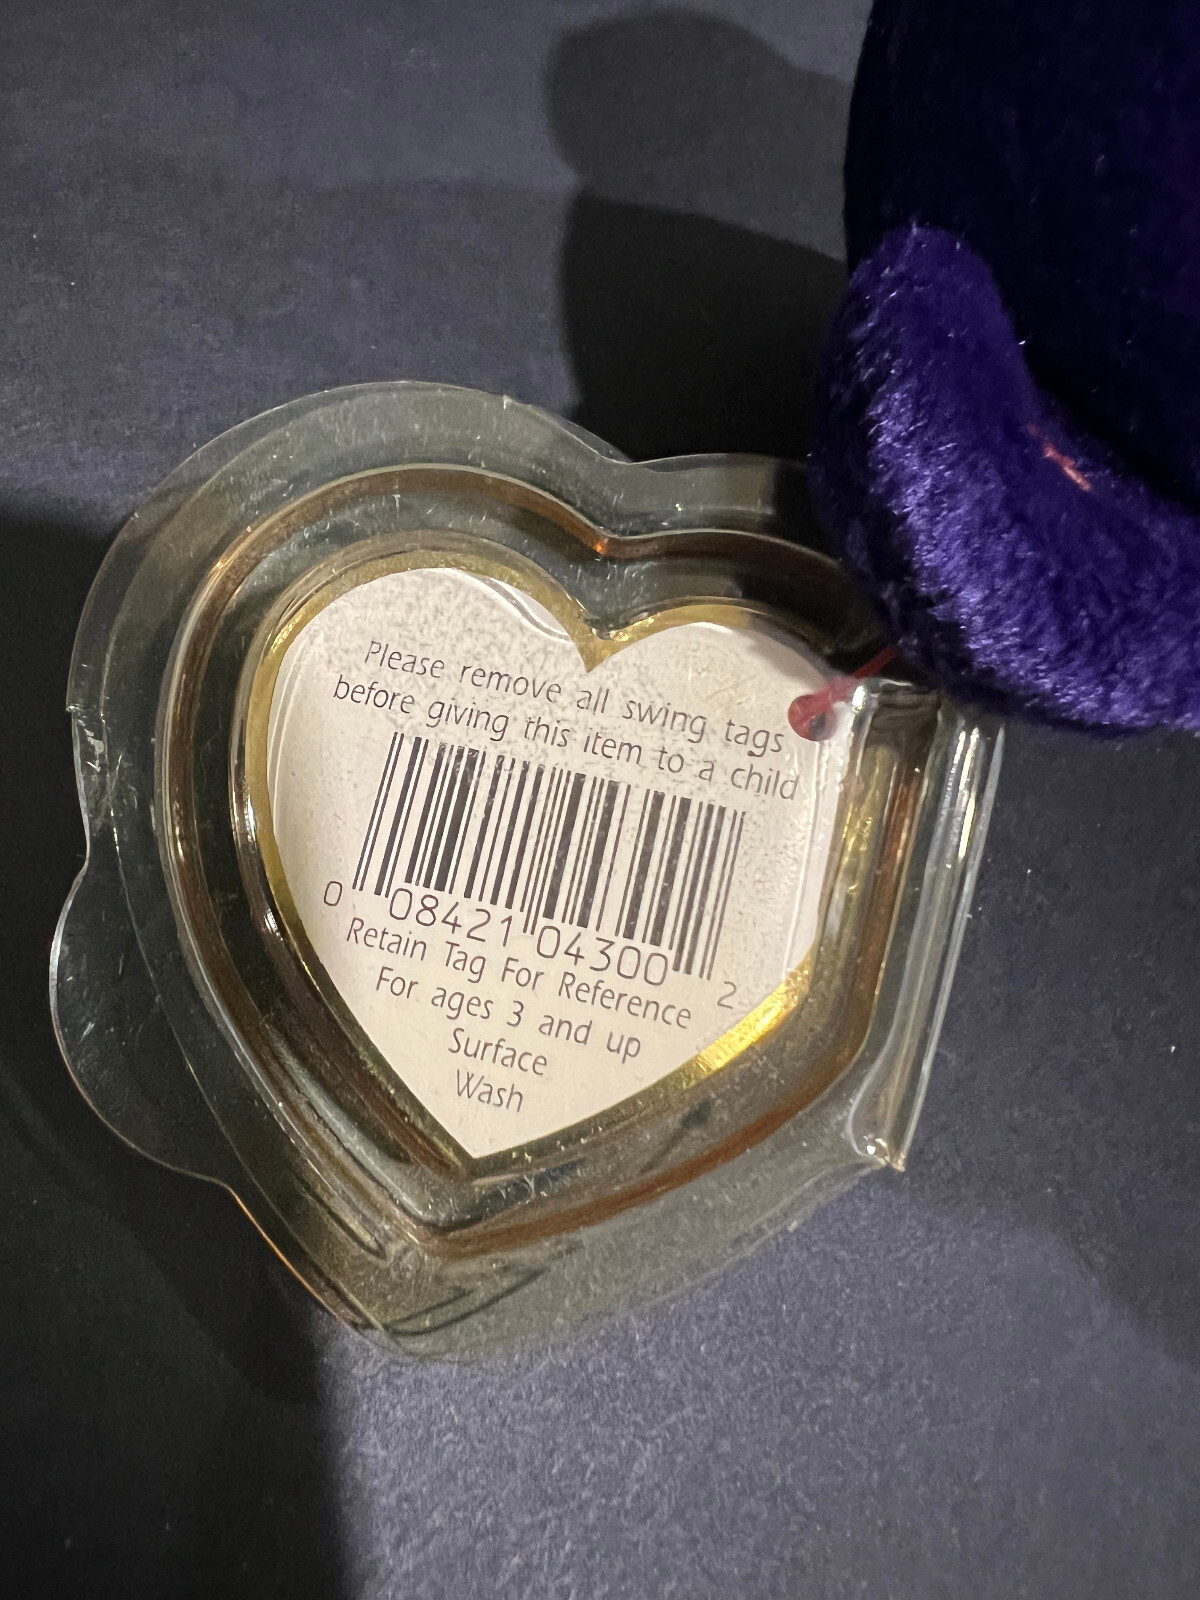 Please remove all swing tags
before giving this item to a child
0 08421 04300 2
Retain Tag For Reference
For ages 3 and up
Surface
Wash